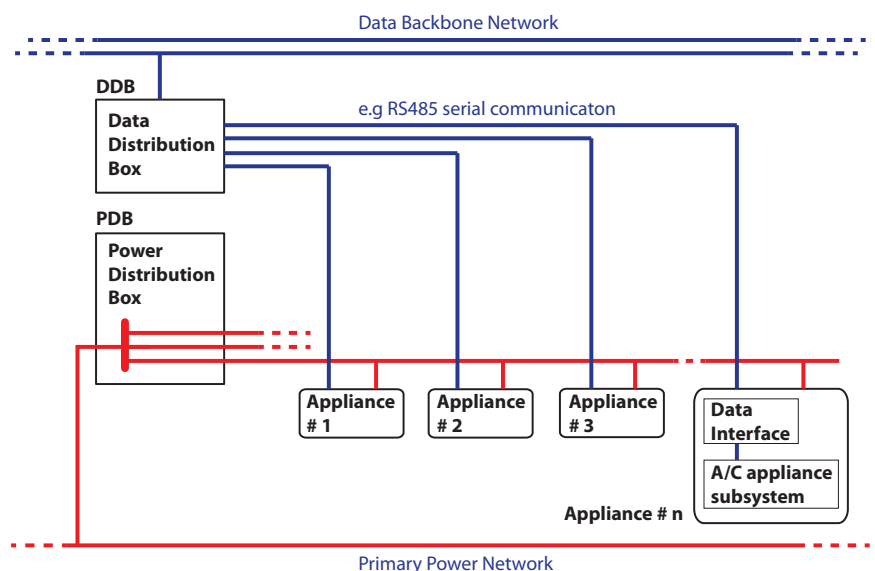 Data Backbone Network
DDB
Data
Distribution
Box
e.g RS485 serial communicaton
PDB
Power
Distribution
Box
Appliance
# 1
Appliance
# 2
Appliance
# 3
Data
Interface
A/C appliance
subsystem
Appliance # n
Primary Power Network